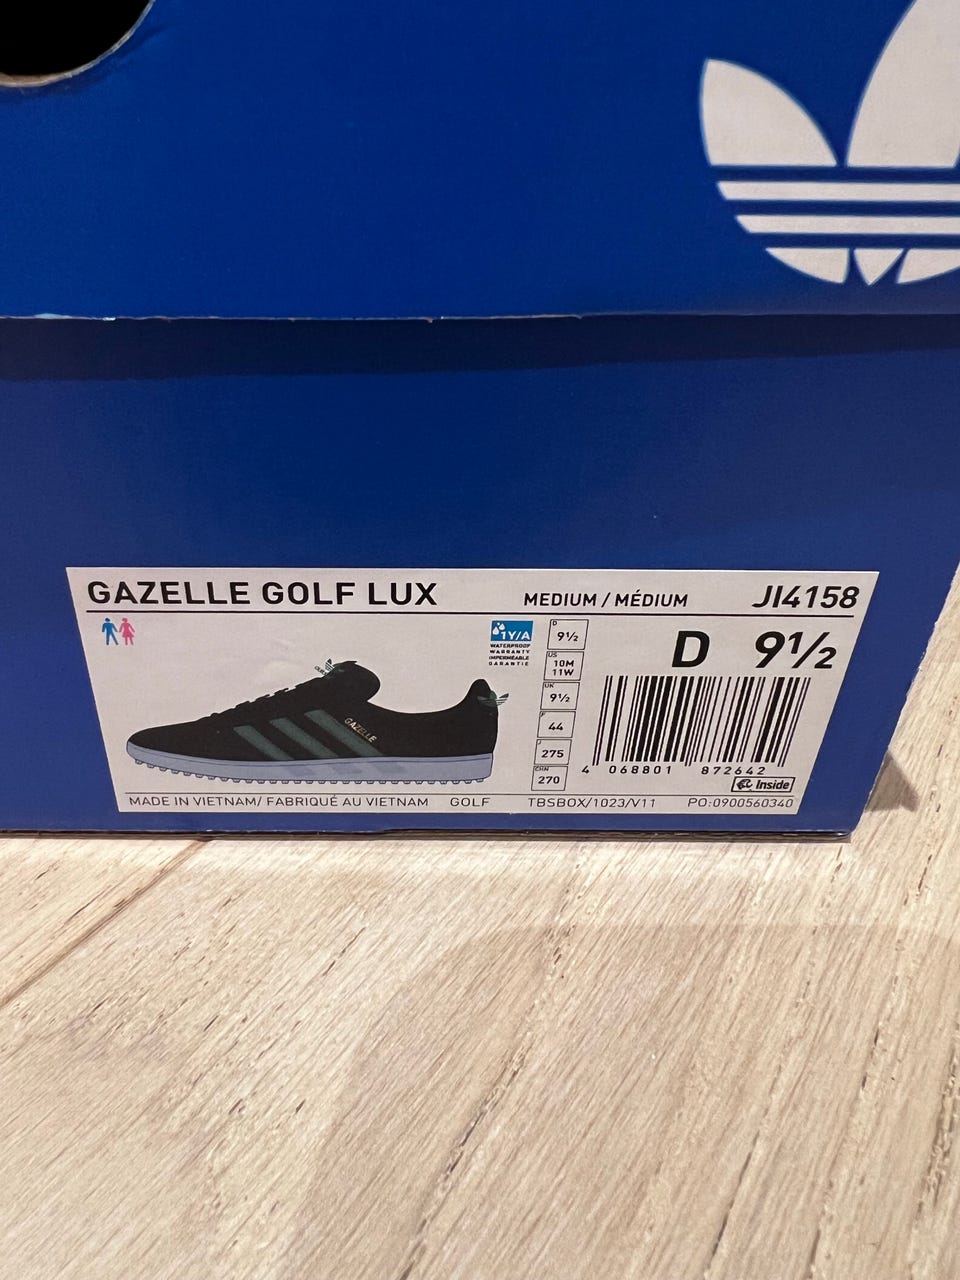 GAZELLE GOLF LUX
MEDIUM / MÉDIUM
JI4158
1Y/A
WATERPROOF
WARRANTY
IMPERMÉABLE
GARANTIE
D
9½
US
10M
11W
UK
9½
F
44
J
275
CHN
270
D 9½
GAZELLE
4 068801 872642
Inside
MADE IN VIETNAM/ FABRIQUÉ AU VIETNAM GOLF TBSBOX/1023/V11 PO:0900560340